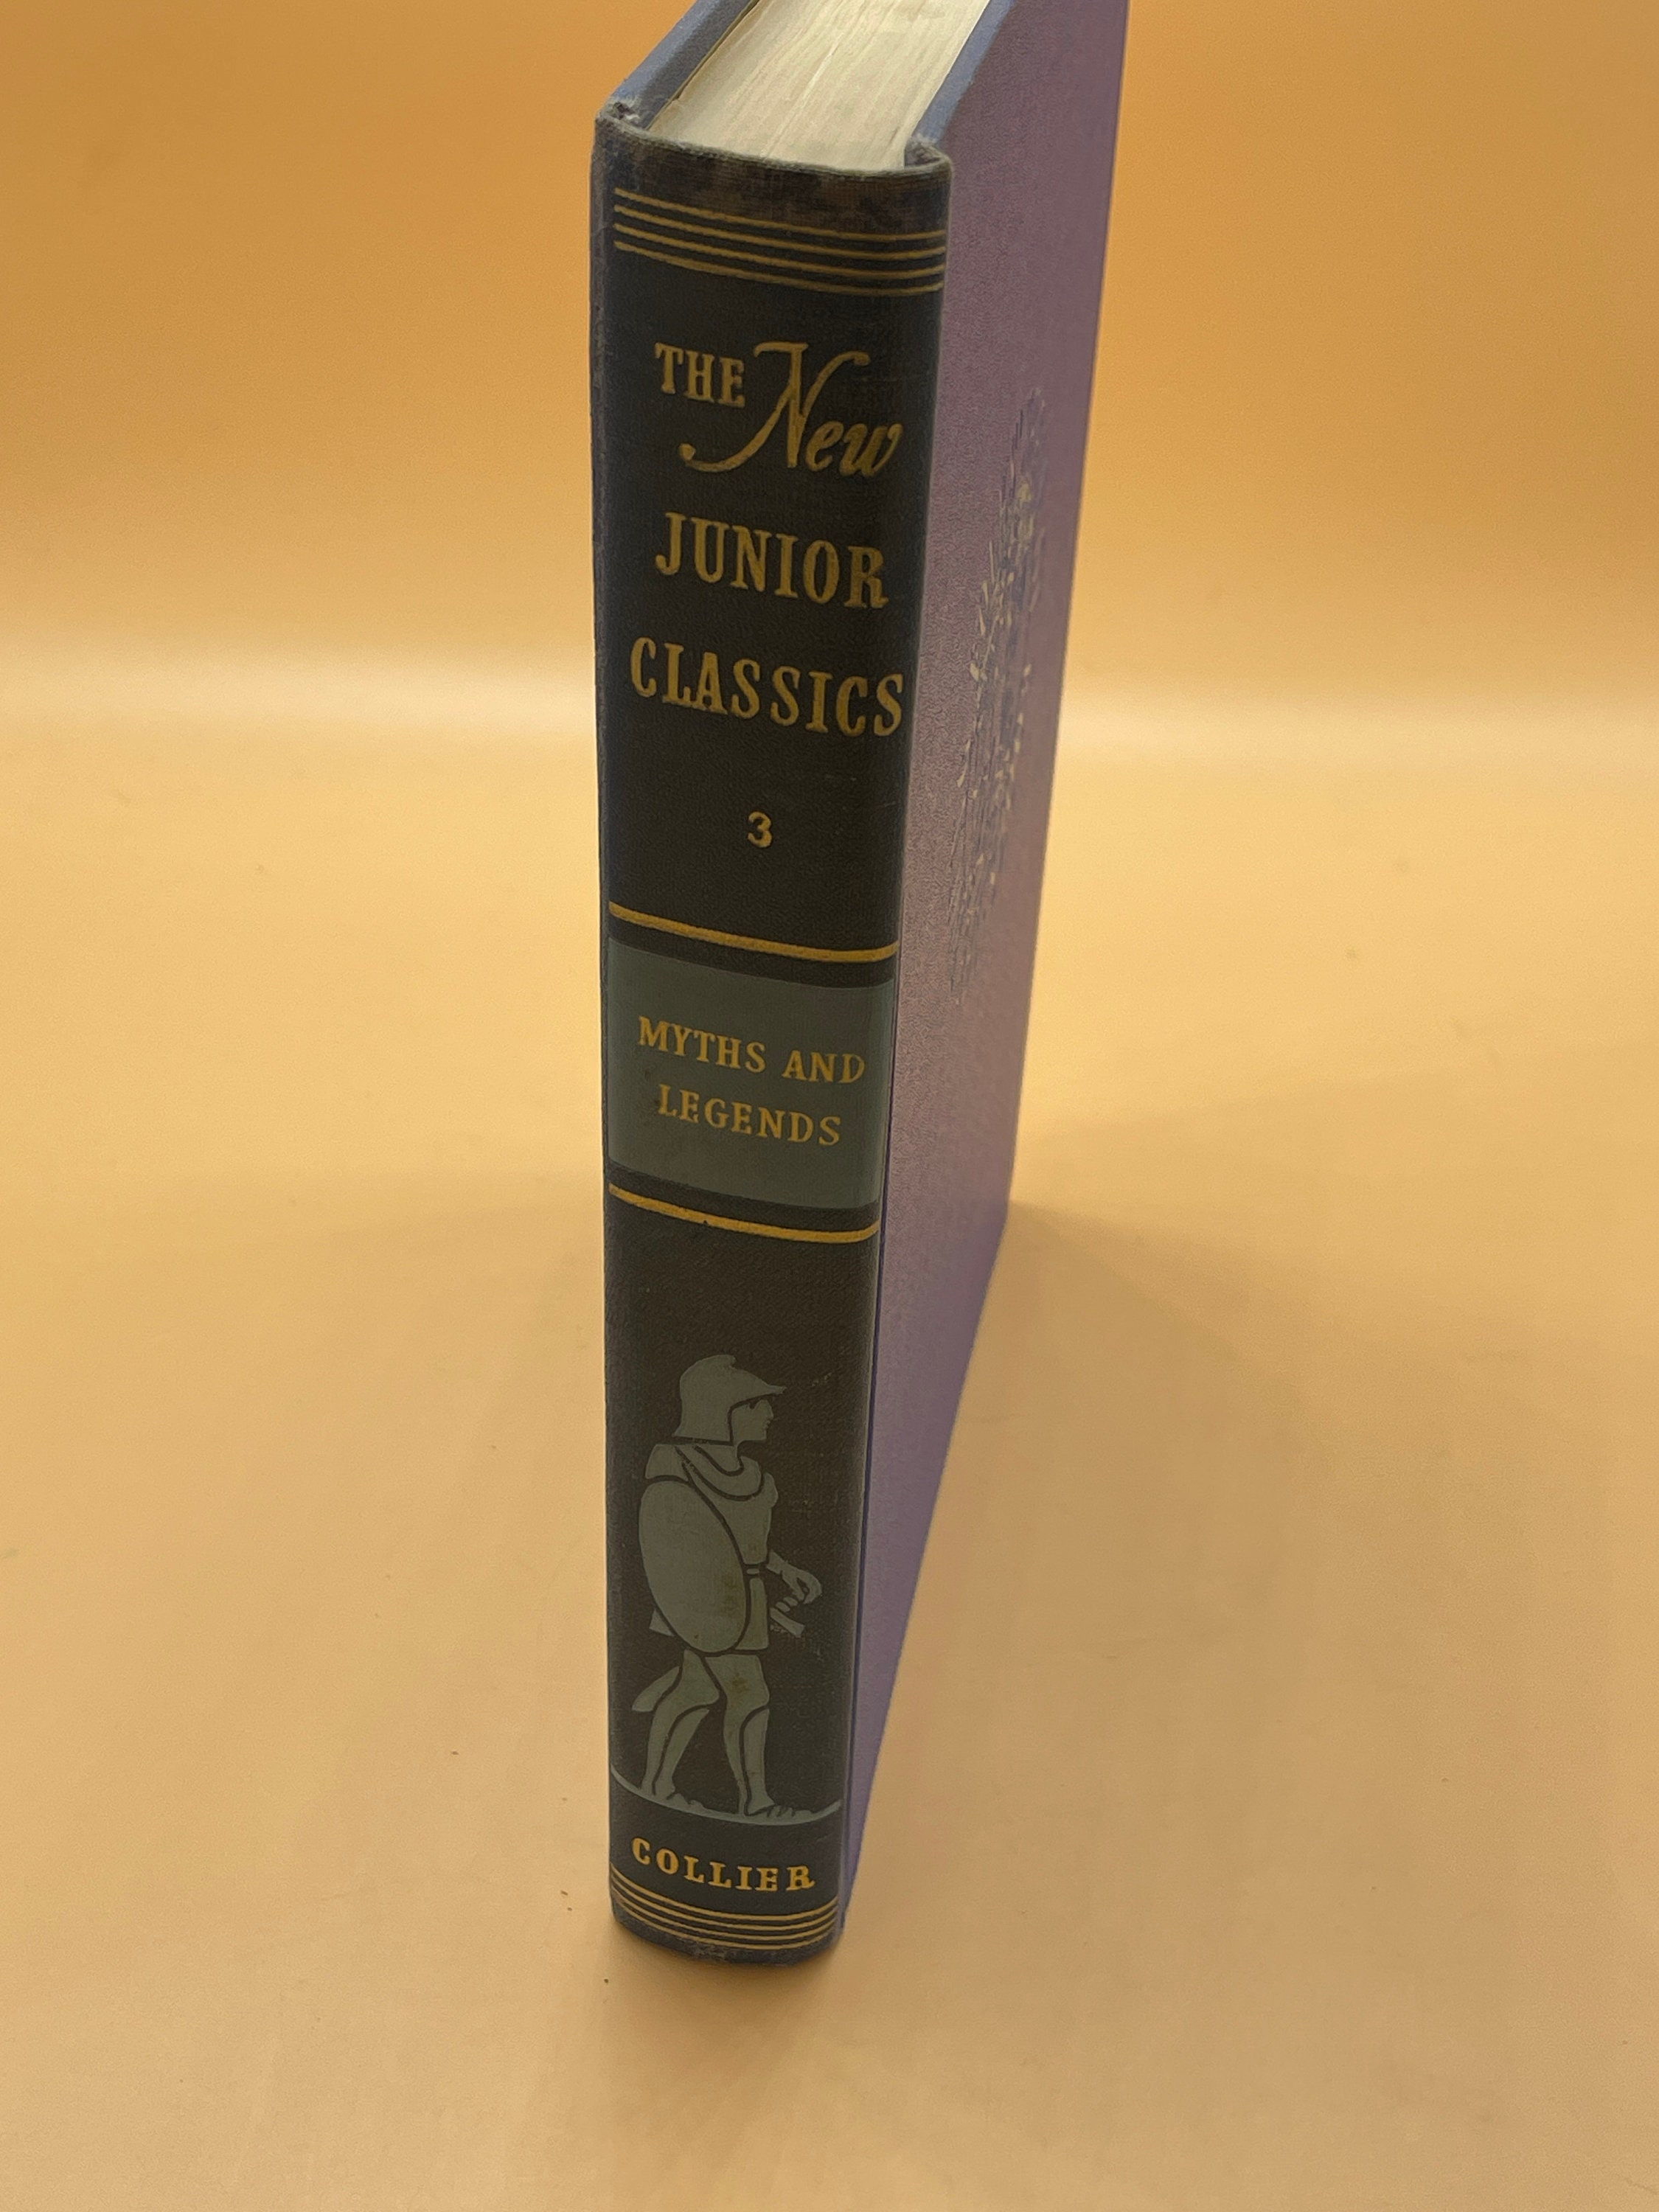 THE New
JUNIOR
CLASSICS
3
MYTHS AND
LEGENDS
COLLIER